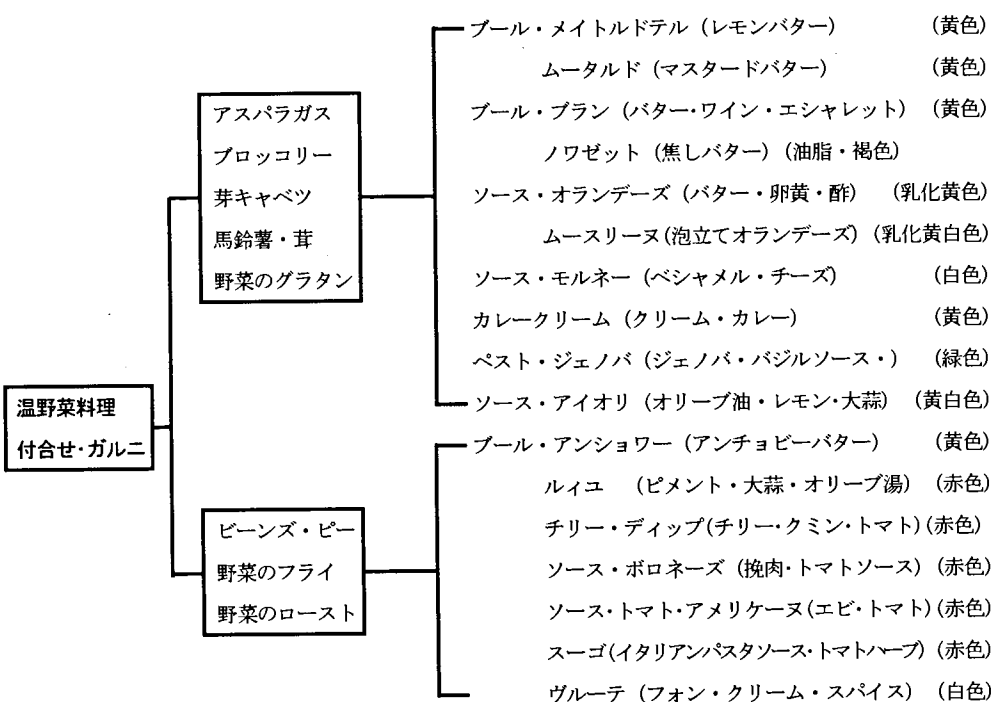 温野菜料理
付合せ・ガルニ
アスパラガス
ブロッコリー
芽キャベツ
馬鈴薯・茸
野菜のグラタン
ブール・メイトルドテル（レモンバター） （黄色）
ムータルド（マスタードバター） （黄色）
ブール・ブラン（バター・ワイン・エシャレット） （黄色）
ノワゼット（焦しバター）（油脂・褐色）
ソース・オランデーズ（バター・卵黄・酢） （乳化黄色）
ムースリーヌ（泡立てオランデーズ）（乳化黄白色）
ソース・モルネー（ベシャメル・チーズ） （白色）
カレークリーム（クリーム・カレー） （黄色）
ペスト・ジェノバ（ジェノバ・バジルソース・） （緑色）
ソース・アイオリ（オリーブ油・レモン・大蒜） （黄白色）
ビーンズ・ピー
野菜のフライ
野菜のロースト
ブール・アンショワー（アンチョビーバター） （黄色）
ルィユ （ピメント・大蒜・オリーブ湯） （赤色）
チリー・ディップ（チリー・クミン・トマト）（赤色）
ソース・ボロネーズ（挽肉・トマトソース）（赤色）
ソース・トマト・アメリケーヌ（エビ・トマト）（赤色）
スーゴ（イタリアンパスタソース・トマトハーブ）（赤色）
ヴルーテ（フォン・クリーム・スパイス） （白色）